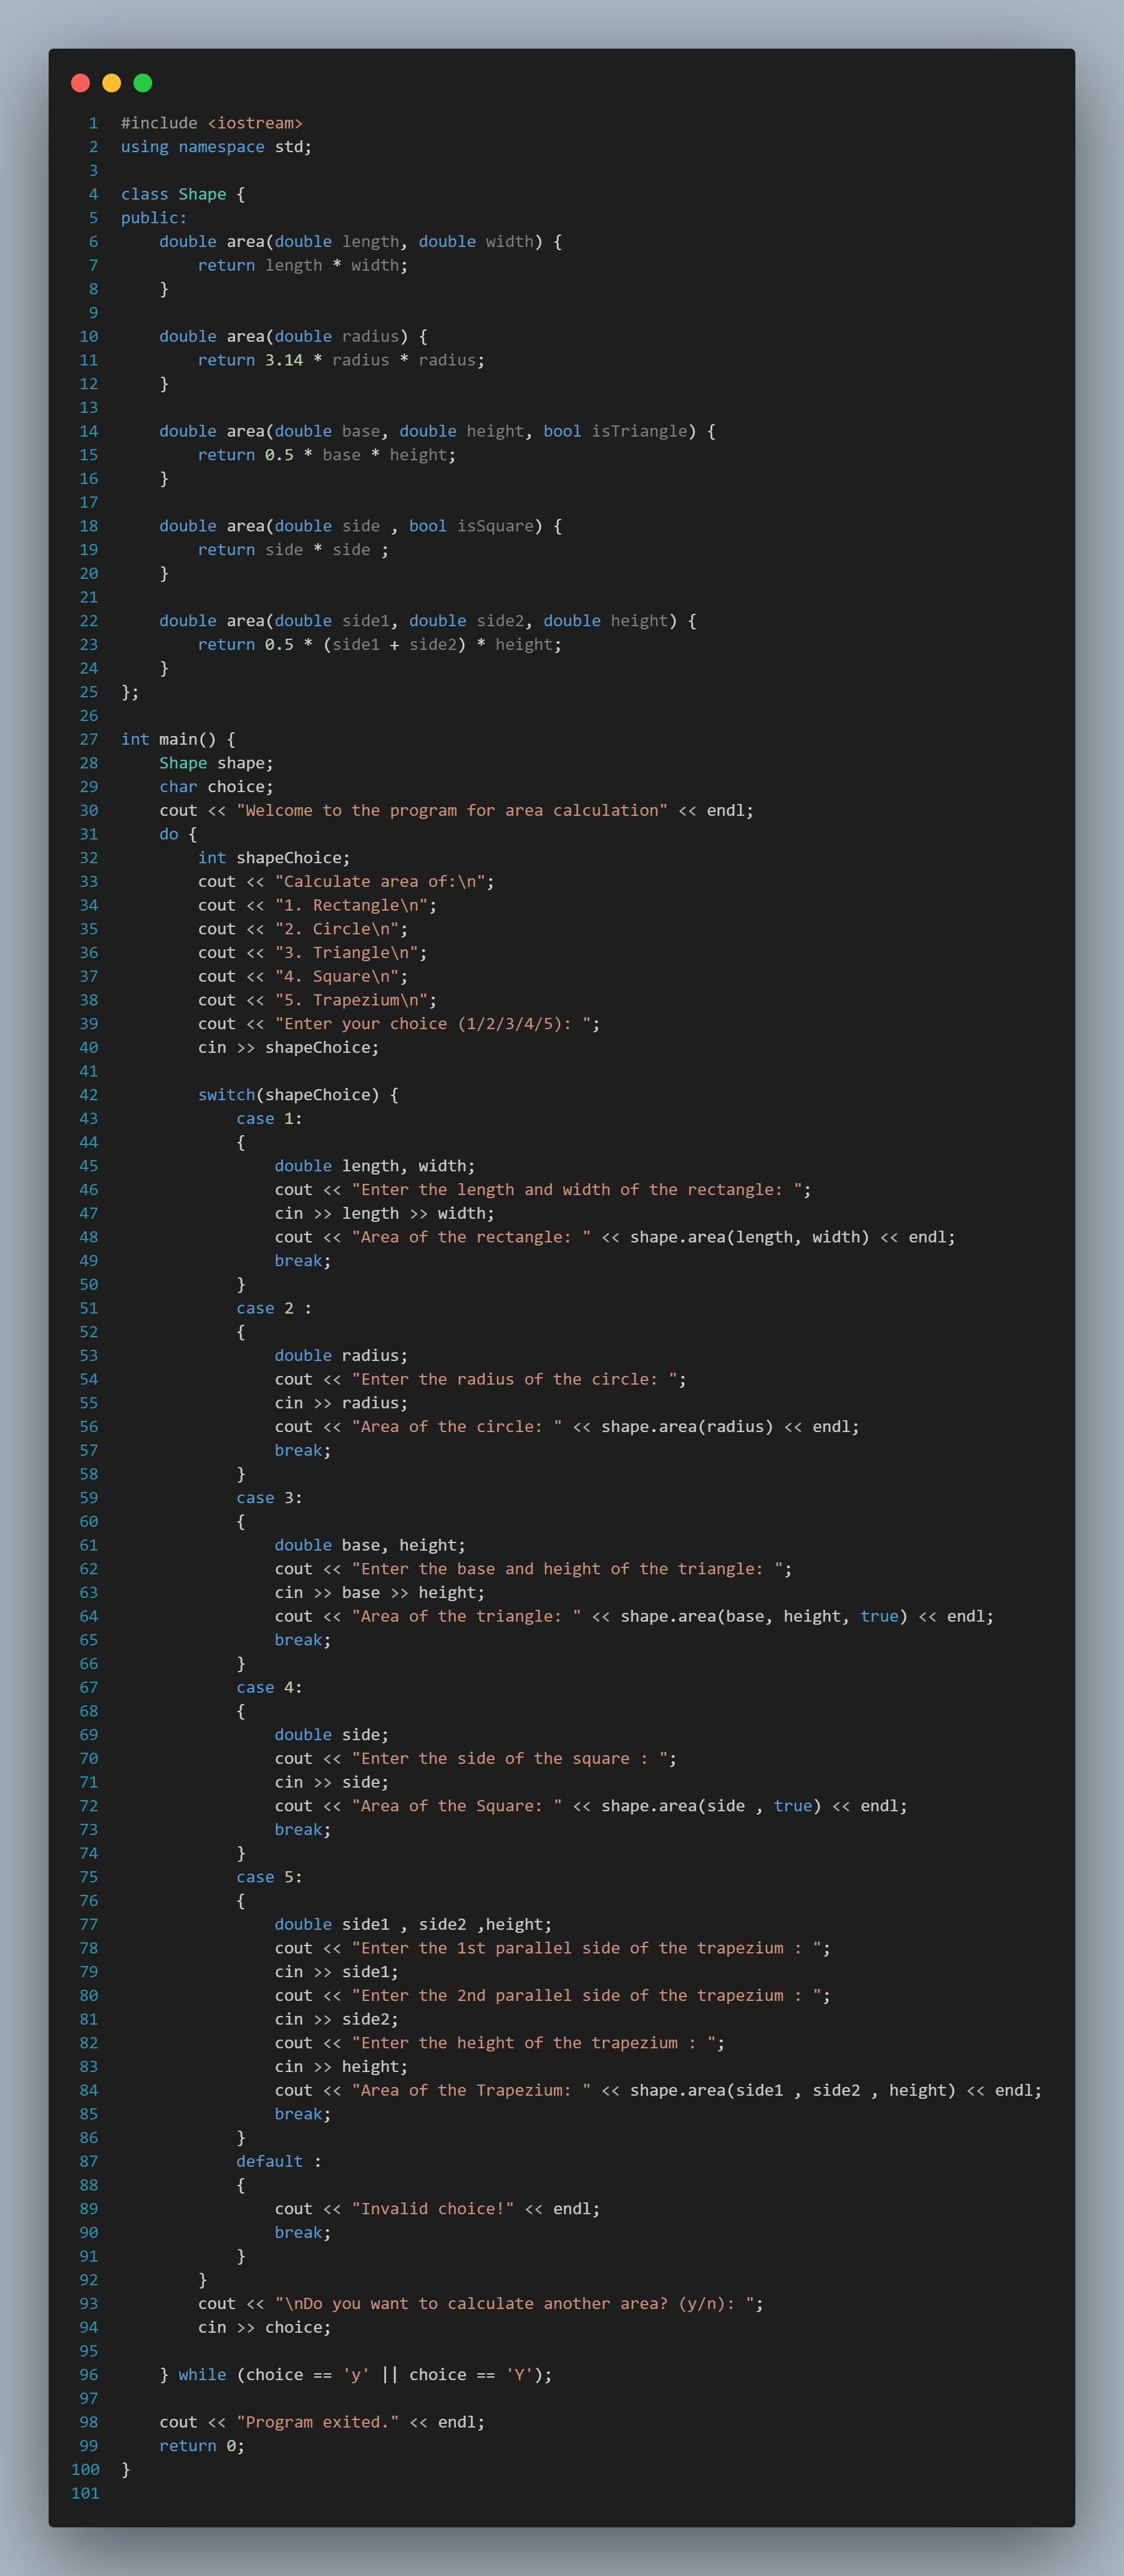 1 #include <iostream>
2 using namespace std;
3
4 class Shape {
5 public:
6     double area(double length, double width) {
7         return length * width;
8     }
9
10     double area(double radius) {
11         return 3.14 * radius * radius;
12     }
13
14     double area(double base, double height, bool isTriangle) {
15         return 0.5 * base * height;
16     }
17
18     double area(double side , bool isSquare) {
19         return side * side ;
20     }
21
22     double area(double side1, double side2, double height) {
23         return 0.5 * (side1 + side2) * height;
24     }
25 };
26
27 int main() {
28     Shape shape;
29     char choice;
30     cout << "Welcome to the program for area calculation" << endl;
31     do {
32         int shapeChoice;
33         cout << "Calculate area of:\n";
34         cout << "1. Rectangle\n";
35         cout << "2. Circle\n";
36         cout << "3. Triangle\n";
37         cout << "4. Square\n";
38         cout << "5. Trapezium\n";
39         cout << "Enter your choice (1/2/3/4/5): ";
40         cin >> shapeChoice;
41
42         switch(shapeChoice) {
43             case 1:
44             {
45                 double length, width;
46                 cout << "Enter the length and width of the rectangle: ";
47                 cin >> length >> width;
48                 cout << "Area of the rectangle: " << shape.area(length, width) << endl;
49                 break;
50             }
51             case 2 :
52             {
53                 double radius;
54                 cout << "Enter the radius of the circle: ";
55                 cin >> radius;
56                 cout << "Area of the circle: " << shape.area(radius) << endl;
57                 break;
58             }
59             case 3:
60             {
61                 double base, height;
62                 cout << "Enter the base and height of the triangle: ";
63                 cin >> base >> height;
64                 cout << "Area of the triangle: " << shape.area(base, height, true) << endl;
65                 break;
66             }
67             case 4:
68             {
69                 double side;
70                 cout << "Enter the side of the square : ";
71                 cin >> side;
72                 cout << "Area of the Square: " << shape.area(side , true) << endl;
73                 break;
74             }
75             case 5:
76             {
77                 double side1 , side2 ,height;
78                 cout << "Enter the 1st parallel side of the trapezium : ";
79                 cin >> side1;
80                 cout << "Enter the 2nd parallel side of the trapezium : ";
81                 cin >> side2;
82                 cout << "Enter the height of the trapezium : ";
83                 cin >> height;
84                 cout << "Area of the Trapezium: " << shape.area(side1 , side2 , height) << endl;
85                 break;
86             }
87             default :
88             {
89                 cout << "Invalid choice!" << endl;
90                 break;
91             }
92         }
93         cout << "\nDo you want to calculate another area? (y/n): ";
94         cin >> choice;
95
96     } while (choice == 'y' || choice == 'Y');
97
98     cout << "Program exited." << endl;
99     return 0;
100 }
101